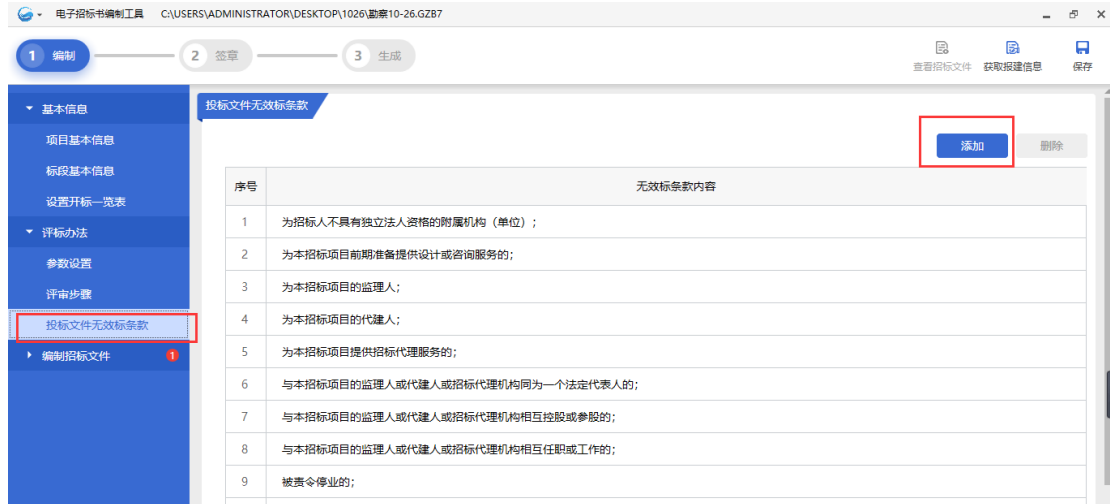 电子招标书编制工具 C:\USERS\ADMINISTRATOR\DESKTOP\1026\勘察10-26.GZB7
1 编制 2 签章 3 生成
查看招标文件 获取报建信息 保存
基本信息
项目基本信息
标段基本信息
设置开标一览表
评标办法
参数设置
评审步骤
投标文件无效标条款
编制招标文件 1
投标文件无效标条款
添加 删除
序号 无效标条款内容
1 为招标人不具有独立法人资格的附属机构（单位）;
2 为本招标项目前期准备提供设计或咨询服务的;
3 为本招标项目的监理人;
4 为本招标项目的代建人;
5 为本招标项目提供招标代理服务的;
6 与本招标项目的监理人或代建人或招标代理机构同为一个法定代表人的;
7 与本招标项目的监理人或代建人或招标代理机构相互控股或参股的;
8 与本招标项目的监理人或代建人或招标代理机构相互任职或工作的;
9 被责令停业的;